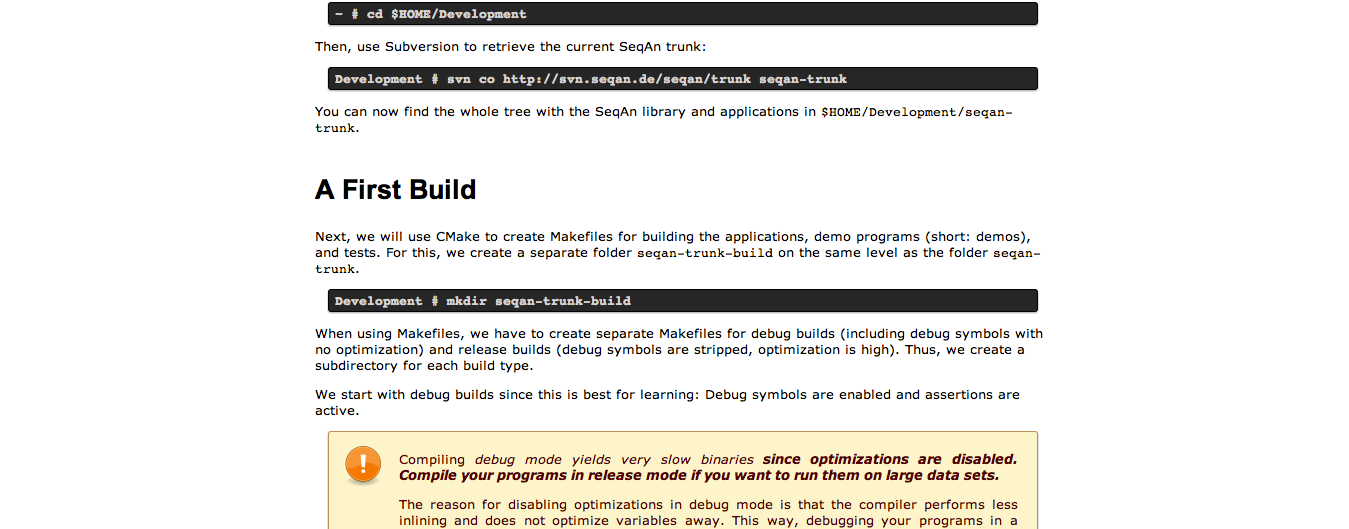 ~ # cd $HOME/Development
Then, use Subversion to retrieve the current SeqAn trunk:
Development # svn co http://svn.seqan.de/seqan/trunk seqan-trunk
You can now find the whole tree with the SeqAn library and applications in $HOME/Development/seqan-
trunk.
A First Build
Next, we will use CMake to create Makefiles for building the applications, demo programs (short: demos),
and tests. For this, we create a separate folder seqan-trunk-build on the same level as the folder seqan-
trunk.
Development # mkdir seqan-trunk-build
When using Makefiles, we have to create separate Makefiles for debug builds (including debug symbols with
no optimization) and release builds (debug symbols are stripped, optimization is high). Thus, we create a
subdirectory for each build type.
We start with debug builds since this is best for learning: Debug symbols are enabled and assertions are
active.
Compiling debug mode yields very slow binaries since optimizations are disabled.
Compile your programs in release mode if you want to run them on large data sets.
The reason for disabling optimizations in debug mode is that the compiler performs less
inlining and does not optimize variables away. This way, debugging your programs in a